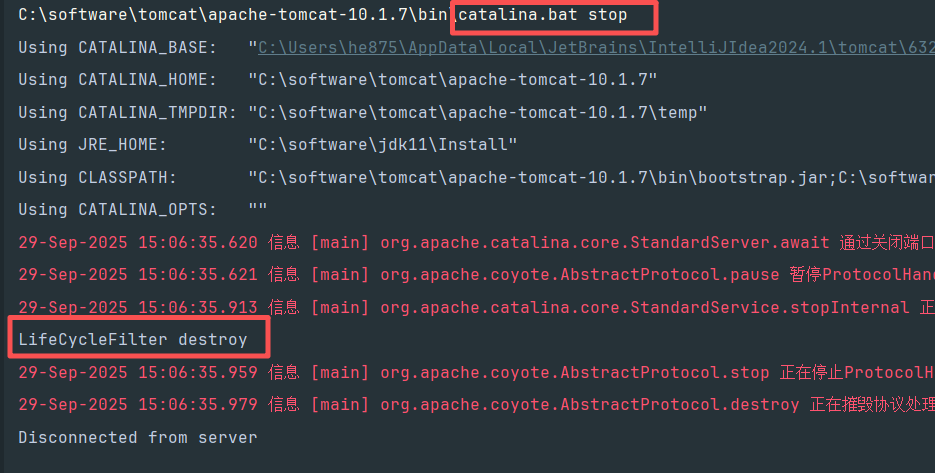 C:\software\tomcat\apache-tomcat-10.1.7\bin\catalina.bat stop
Using CATALINA_BASE:   "C:\Users\he875\AppData\Local\JetBrains\IntelliJIdea2024.1\tomcat\632
Using CATALINA_HOME:   "C:\software\tomcat\apache-tomcat-10.1.7"
Using CATALINA_TMPDIR: "C:\software\tomcat\apache-tomcat-10.1.7\temp"
Using JRE_HOME:        "C:\software\jdk11\Install"
Using CLASSPATH:       "C:\software\tomcat\apache-tomcat-10.1.7\bin\bootstrap.jar;C:\softwar
Using CATALINA_OPTS:   ""
29-Sep-2025 15:06:35.620 信息 [main] org.apache.catalina.core.StandardServer.await 通过关闭端口
29-Sep-2025 15:06:35.621 信息 [main] org.apache.coyote.AbstractProtocol.pause 暂停ProtocolHan
29-Sep-2025 15:06:35.913 信息 [main] org.apache.catalina.core.StandardService.stopInternal 正
LifeCycleFilter destroy
29-Sep-2025 15:06:35.959 信息 [main] org.apache.coyote.AbstractProtocol.stop 正在停止ProtocolH
29-Sep-2025 15:06:35.979 信息 [main] org.apache.coyote.AbstractProtocol.destroy 正在摧毁协议处理
Disconnected from server